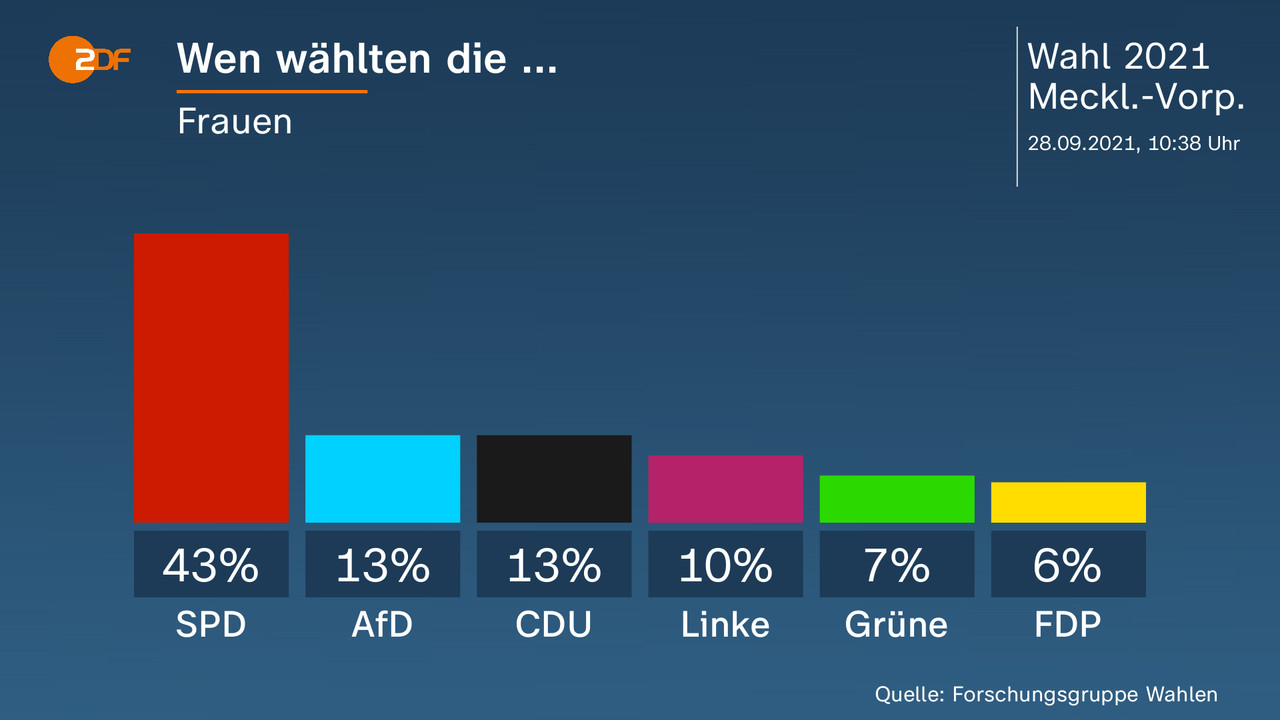 ZDF
Wen wählten die ...
Frauen
Wahl 2021
Meckl.-Vorp.
28.09.2021, 10:38 Uhr
43% 13% 13% 10% 7% 6%
SPD AfD CDU Linke Grüne FDP
Quelle: Forschungsgruppe Wahlen